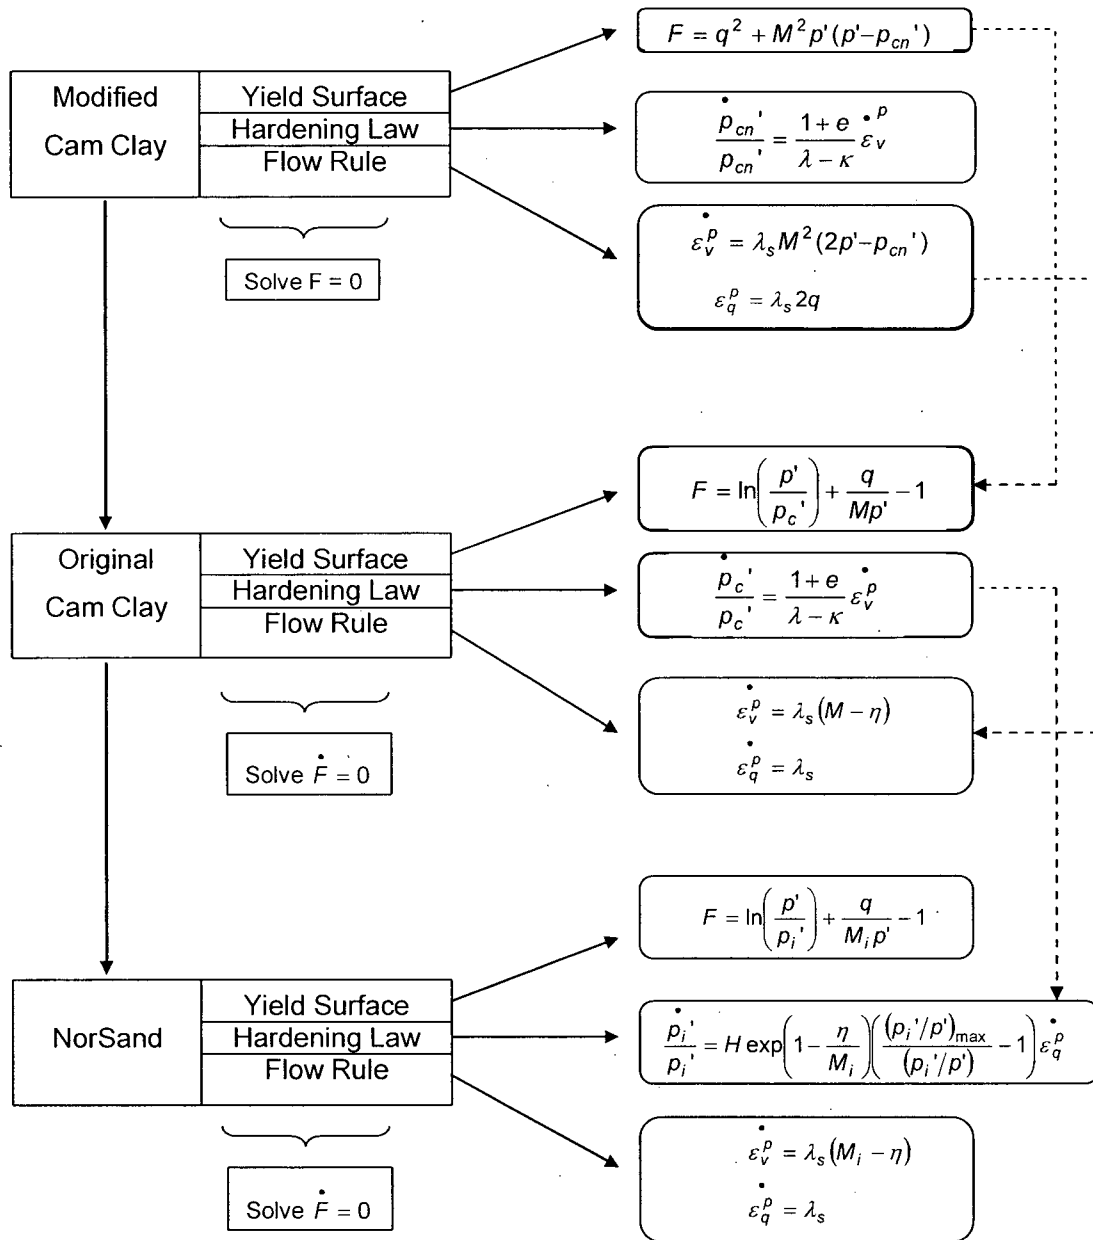 Modified
Cam Clay
Yield Surface
Hardening Law
Flow Rule
Solve F = 0
F = q² + M² p' (p' - p_cn')
ṗ_cn' / p_cn' = (1 + e) / (λ - κ) ε̇_v^p
ε̇_v^p = λ_s M² (2p' - p_cn')
ε_q^p = λ_s 2q
Original
Cam Clay
Yield Surface
Hardening Law
Flow Rule
Solve Ḟ = 0
F = ln(p' / p_c') + q / Mp' - 1
ṗ_c' / p_c' = (1 + e) / (λ - κ) ε̇_v^p
ε̇_v^p = λ_s (M - η)
ε̇_q^p = λ_s
NorSand
Yield Surface
Hardening Law
Flow Rule
Solve Ḟ = 0
F = ln(p' / p_i') + q / M_i p' - 1
ṗ_i' / p_i' = H exp(1 - η / M_i) ((p_i'/p')_max / (p_i'/p') - 1) ε̇_q^p
ε̇_v^p = λ_s (M_i - η)
ε̇_q^p = λ_s